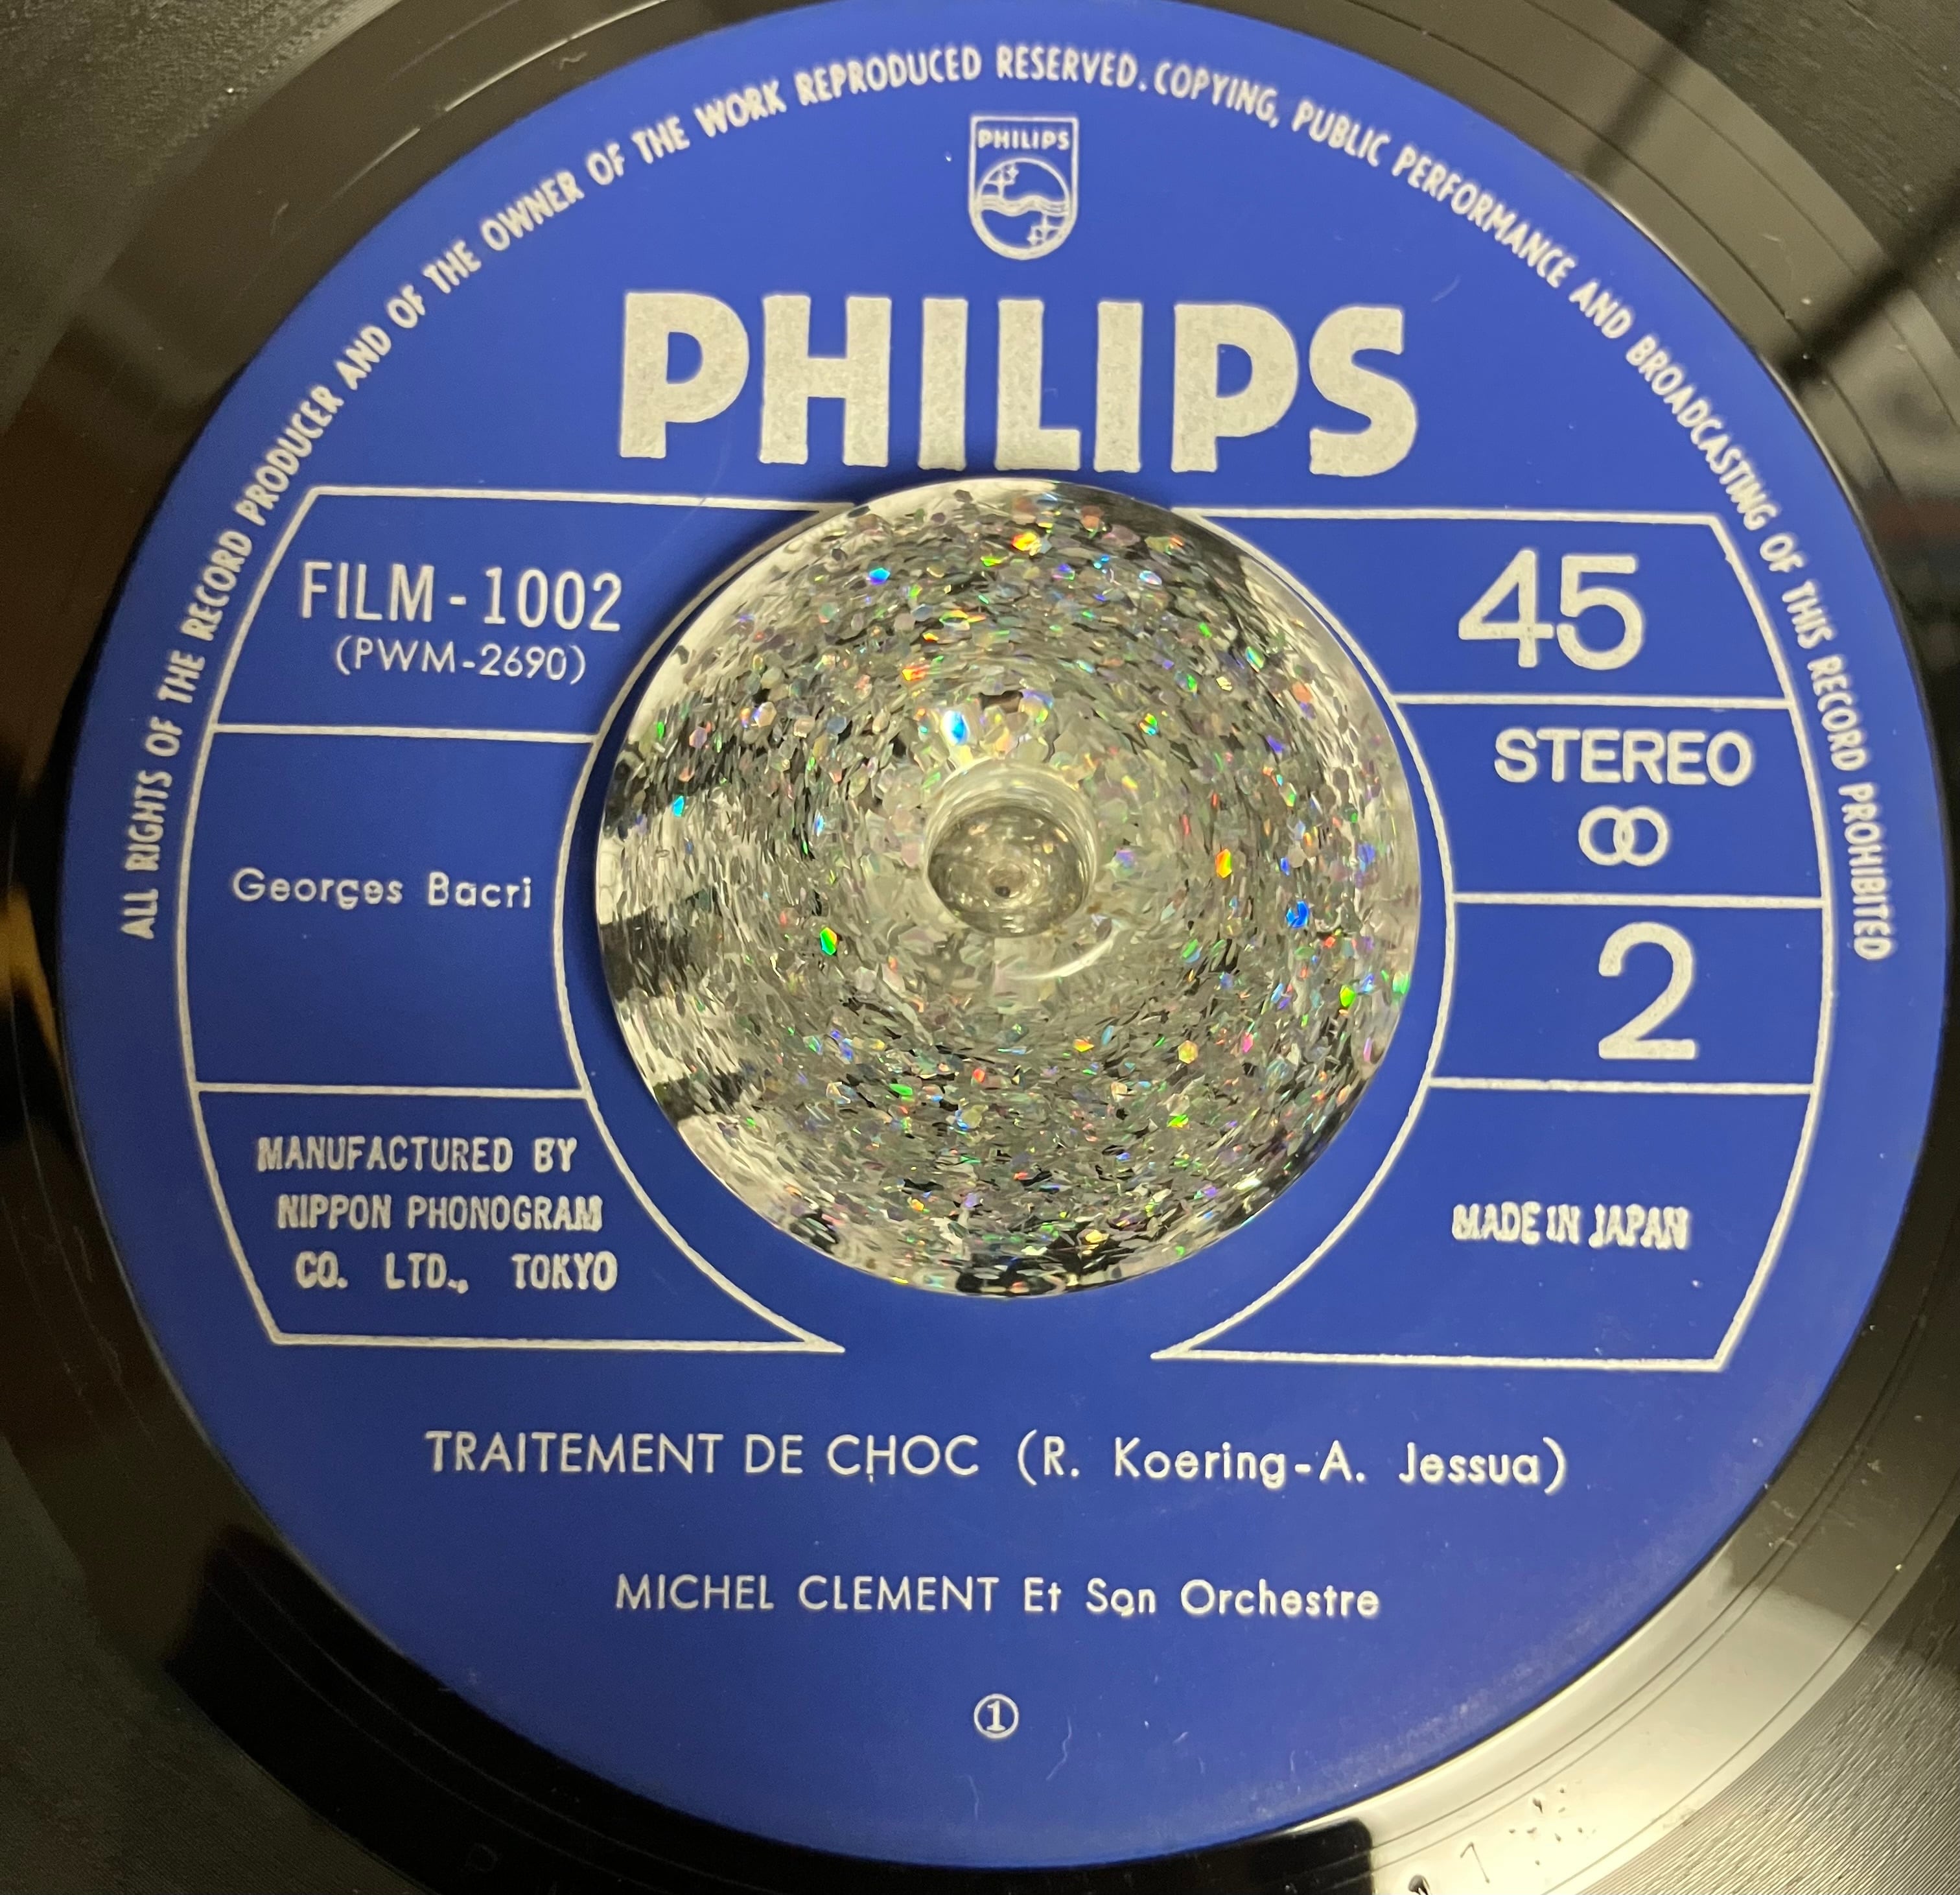 ALL RIGHTS OF THE RECORD PRODUCER AND OF THE OWNER OF THE WORK REPRODUCED RESERVED. COPYING, PUBLIC PERFORMANCE AND BROADCASTING OF THIS RECORD PROHIBITED
PHILIPS
PHILIPS
FILM-1002
(PWM-2690)
45
STEREO
Georges Bacri
2
MANUFACTURED BY
NIPPON PHONOGRAM
CO. LTD., TOKYO
MADE IN JAPAN
TRAITEMENT DE CHOC (R. Koering-A. Jessua)
MICHEL CLEMENT Et Son Orchestre
①